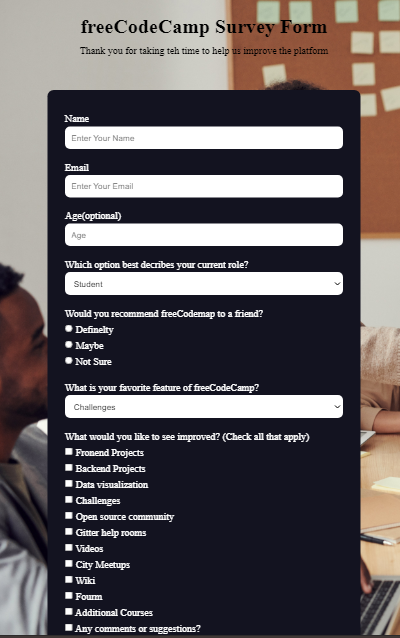 freeCodeCamp Survey Form
Thank you for taking teh time to help us improve the platform
Name
Enter Your Name
Email
Enter Your Email
Age(optional)
Age
Which option best decribes your current role?
Student
Would you recommend freeCodemap to a friend?
Definelty
Maybe
Not Sure
What is your favorite feature of freeCodeCamp?
Challenges
What would you like to see improved? (Check all that apply)
Fronend Projects
Backend Projects
Data visualization
Challenges
Open source community
Gitter help rooms
Videos
City Meetups
Wiki
Fourm
Additional Courses
Any comments or suggestions?